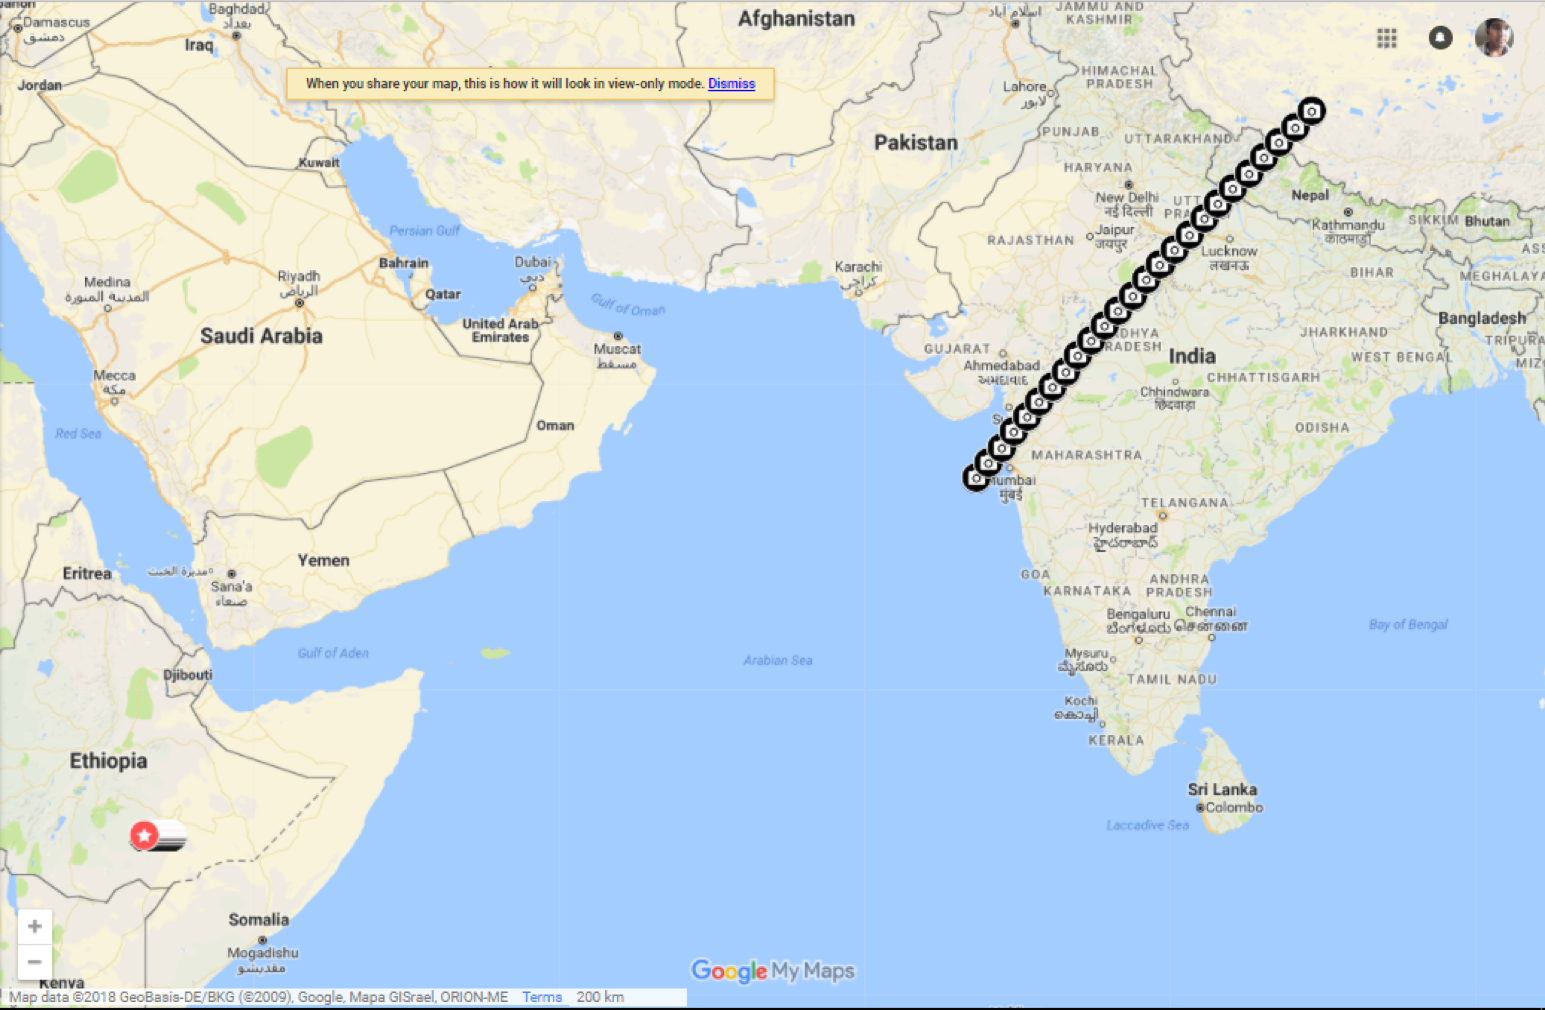 Baghdad
بغداد
Damascus
دمشق
Iraq
Jordan
Afghanistan
JAMMU AND
KASHMIR
When you share your map, this is how it will look in view-only mode. Dismiss
Lahore
لاہور
HIMACHAL
PRADESH
Kuwait
Pakistan
PUNJAB
UTTARAKHAND
HARYANA
New Delhi
नई दिल्ली
Nepal
Kathmandu
काठमाडौं
SIKKIM
Bhutan
Persian Gulf
Bahrain
Qatar
Dubai
دبي
Karachi
کراچی
RAJASTHAN
Jaipur
जयपुर
Lucknow
लखनऊ
BIHAR
MEGHALAYA
Medina
المدينة المنورة
Riyadh
الرياض
Gulf of Oman
Saudi Arabia
United Arab
Emirates
Muscat
مسقط
Bangladesh
JHARKHAND
TRIPURA
GUJARAT
Ahmedabad
અમદાવાદ
India
WEST BENGAL
Mecca
مكة
Chhindwara
छिंदवाड़ा
CHHATTISGARH
Red Sea
Oman
ODISHA
MAHARASHTRA
मुंबई
TELANGANA
Hyderabad
హైదరాబాద్
Yemen
Eritrea
مديرة الخبت
Sana'a
صنعاء
GOA
KARNATAKA
ANDHRA
PRADESH
Bengaluru
ಬೆಂಗಳೂರು
Chennai
சென்னை
Bay of Bengal
Gulf of Aden
Arabian Sea
Mysuru
ಮೈಸೂರು
Djibouti
TAMIL NADU
Kochi
കൊച്ചി
KERALA
Ethiopia
Sri Lanka
Colombo
Laccadive Sea
Somalia
Mogadishu
مقديشو
Kenya
Google My Maps
Map data ©2018 GeoBasis-DE/BKG (©2009), Google, Mapa GISrael, ORION-ME Terms 200 km